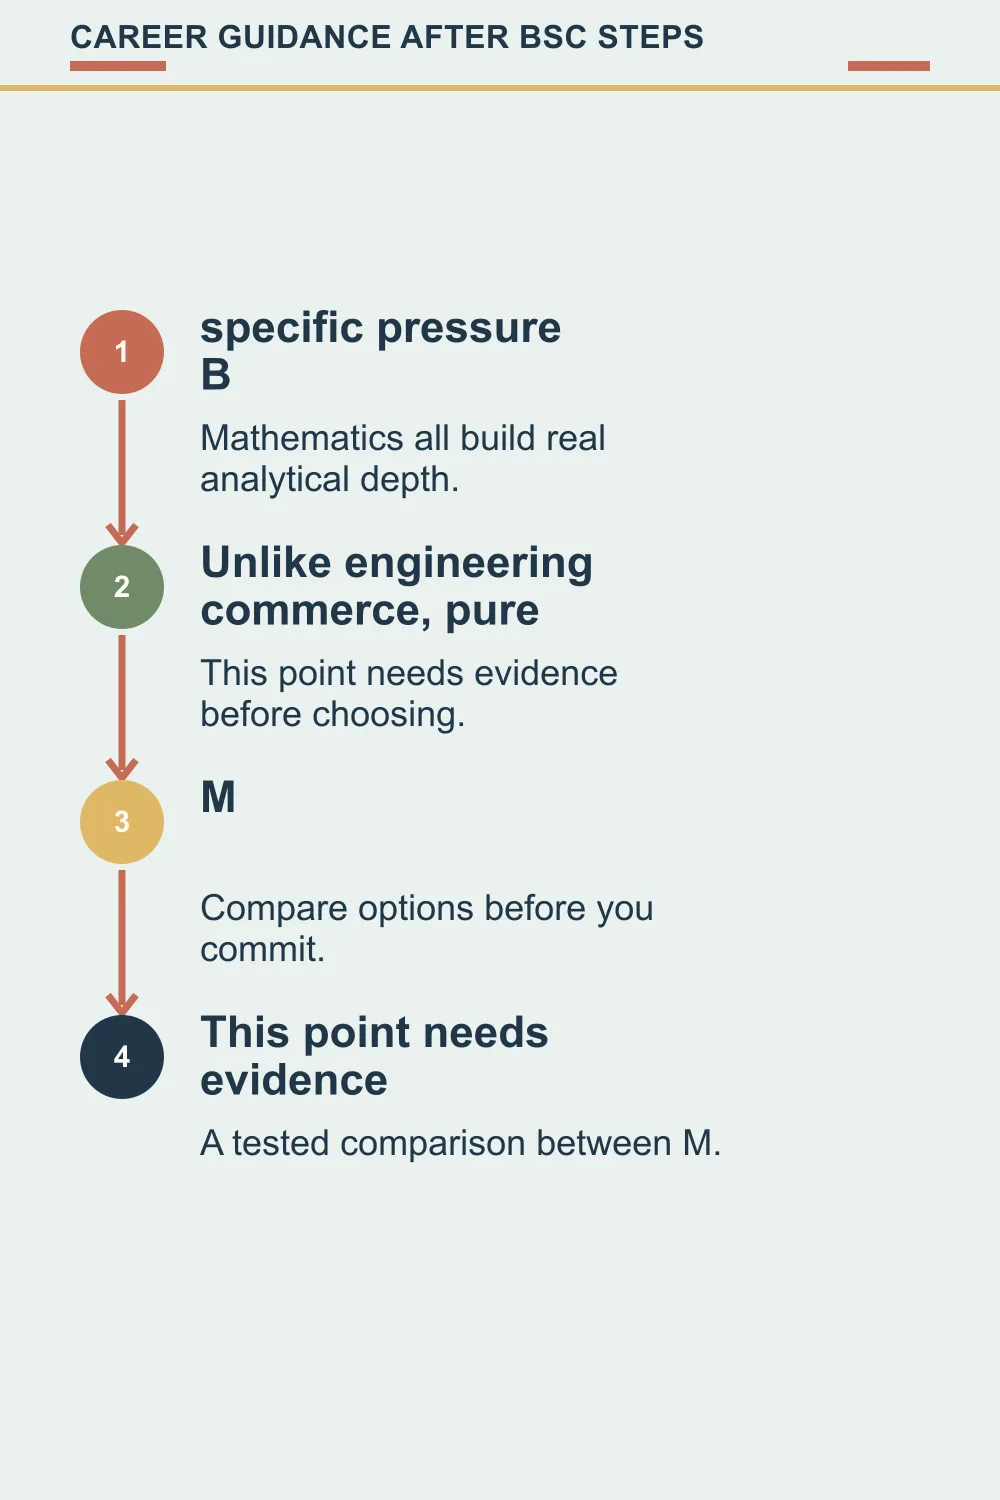 CAREER GUIDANCE AFTER BSC STEPS
1
specific pressure
B
Mathematics all build real
analytical depth.
2
Unlike engineering
commerce, pure
This point needs evidence
before choosing.
3
M
Compare options before you
commit.
4
This point needs
evidence
A tested comparison between M.